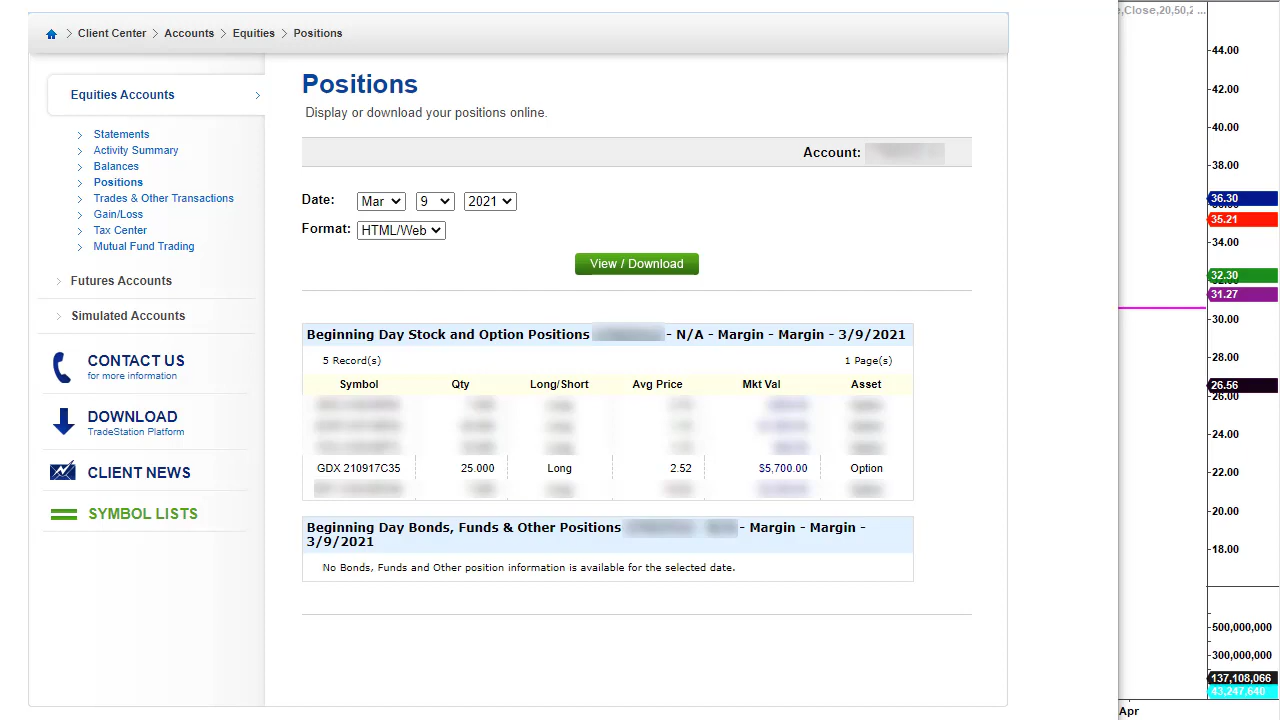 Client Center > Accounts > Equities > Positions
Equities Accounts
Statements
Activity Summary
Balances
Positions
Trades & Other Transactions
Gain/Loss
Tax Center
Mutual Fund Trading
Futures Accounts
Simulated Accounts
CONTACT US
for more information
DOWNLOAD
TradeStation Platform
CLIENT NEWS
SYMBOL LISTS
Positions
Display or download your positions online.
Account:
Date: Mar 9 2021
Format: HTML/Web
View / Download
Beginning Day Stock and Option Positions - N/A - Margin - Margin - 3/9/2021
5 Record(s) 1 Page(s)
Symbol Qty Long/Short Avg Price Mkt Val Asset
GDX 210917C35 25.000 Long 2.52 $5,700.00 Option
Beginning Day Bonds, Funds & Other Positions - Margin - Margin -
3/9/2021
No Bonds, Funds and Other position information is available for the selected date.
,Close,20,50,2 ...
44.00
42.00
40.00
38.00
36.30
35.21
34.00
32.30
31.27
30.00
28.00
26.56
26.00
24.00
22.00
20.00
18.00
500,000,000
300,000,000
137,108,066
43,247,640
Apr